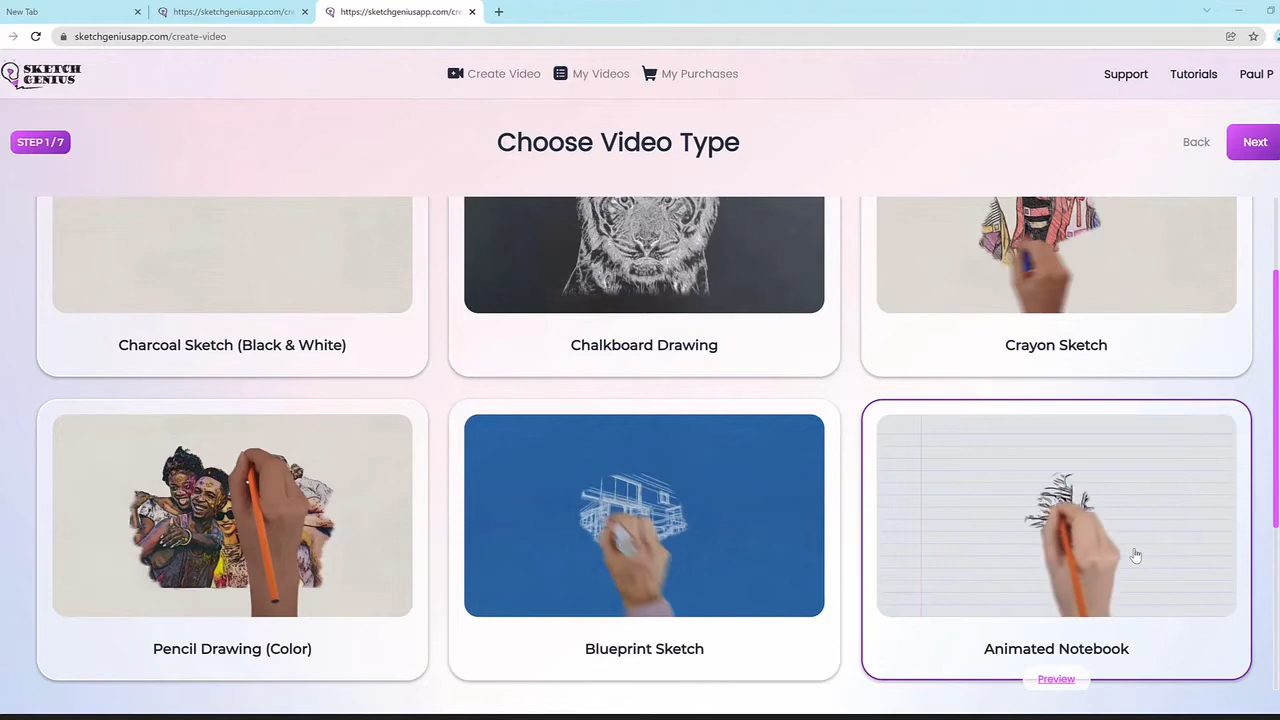 New Tab
https://sketchgeniusapp.com/cre
https://sketchgeniusapp.com/cre
sketchgeniusapp.com/create-video
SKETCH
GENIUS
Create Video
My Videos
My Purchases
Support
Tutorials
Paul P
STEP 1 / 7
Choose Video Type
Back
Next
Charcoal Sketch (Black & White)
Chalkboard Drawing
Crayon Sketch
Pencil Drawing (Color)
Blueprint Sketch
Animated Notebook
Preview